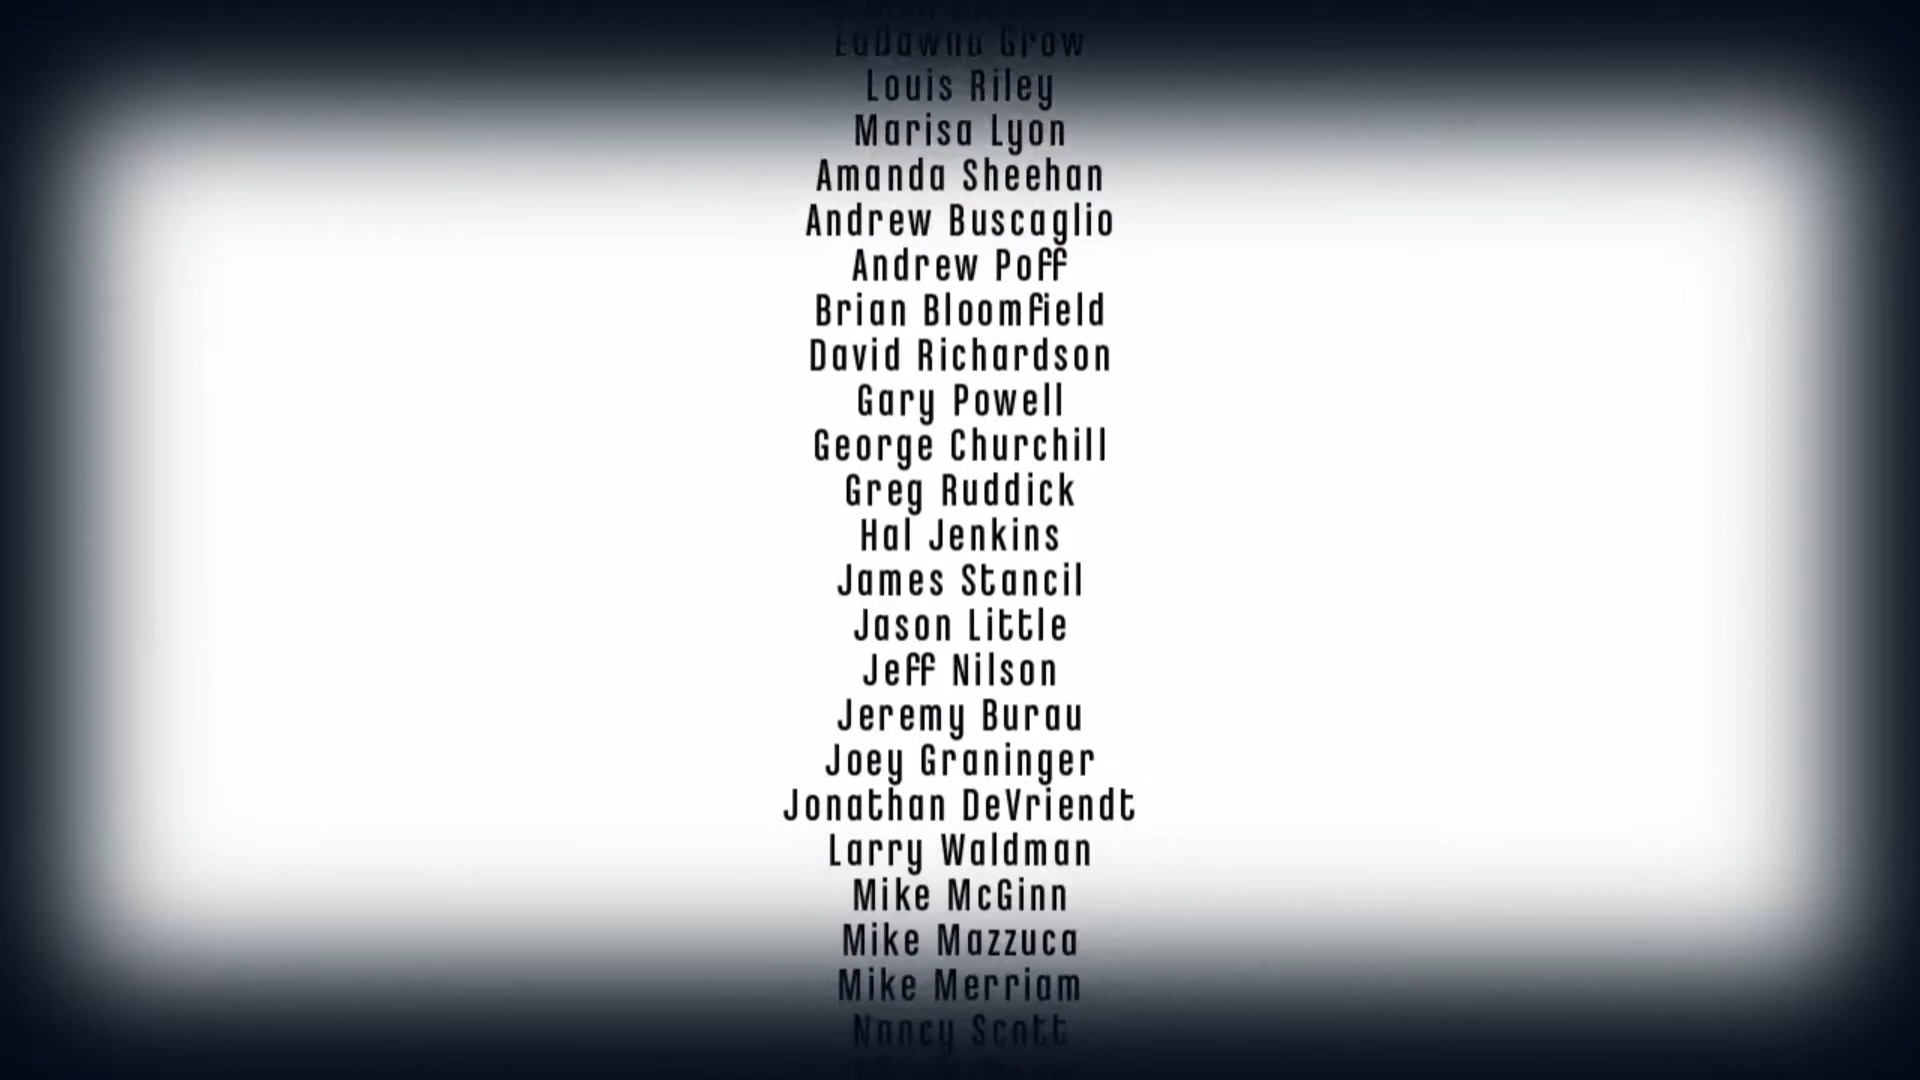 LaDawna Grow
Louis Riley
Marisa Lyon
Amanda Sheehan
Andrew Buscaglio
Andrew Poff
Brian Bloomfield
David Richardson
Gary Powell
George Churchill
Greg Ruddick
Hal Jenkins
James Stancil
Jason Little
Jeff Nilson
Jeremy Burau
Joey Graninger
Jonathan DeVriendt
Larry Waldman
Mike McGinn
Mike Mazzuca
Mike Merriam
Nancy Scott